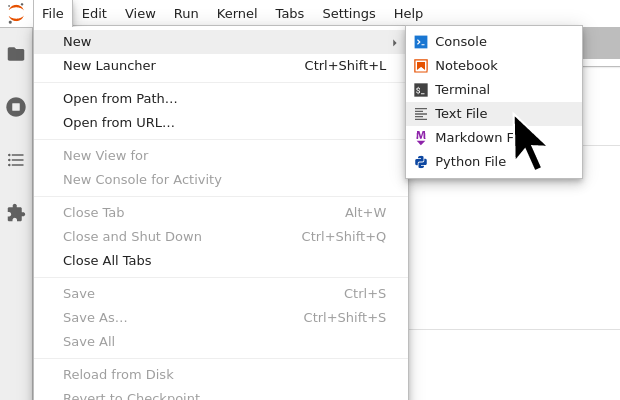 File Edit View Run Kernel Tabs Settings Help
New
New Launcher Ctrl+Shift+L
Open from Path…
Open from URL…
New View for
New Console for Activity
Close Tab Alt+W
Close and Shut Down Ctrl+Shift+Q
Close All Tabs
Save Ctrl+S
Save As… Ctrl+Shift+S
Save All
Reload from Disk
Revert to Checkpoint
Console
Notebook
$_ Terminal
Text File
M Markdown F
Python File